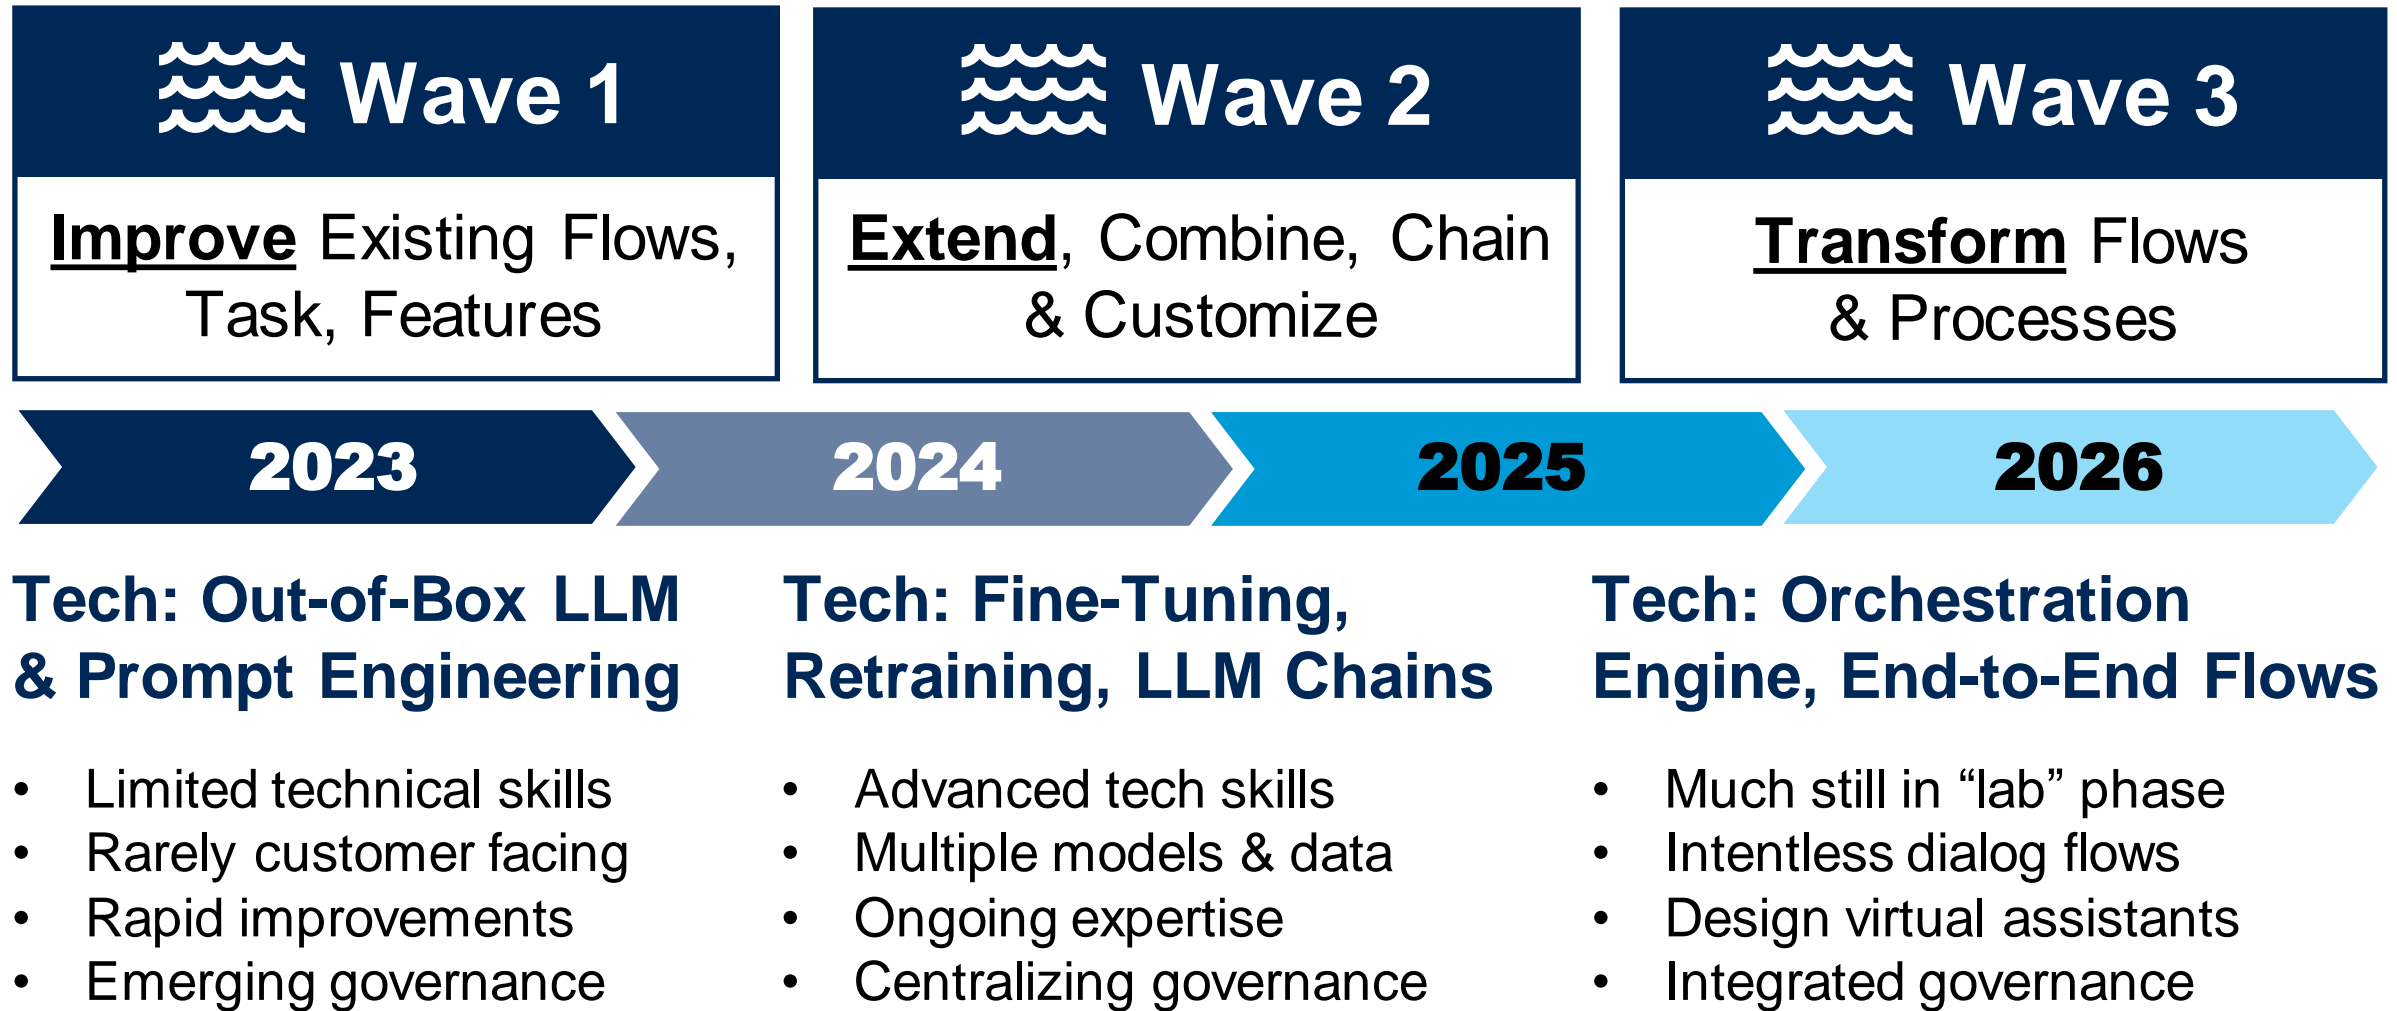 Wave 1
Improve Existing Flows,
Task, Features
Wave 2
Extend, Combine, Chain
& Customize
Wave 3
Transform Flows
& Processes
2023
2024
2025
2026
Tech: Out-of-Box LLM
& Prompt Engineering
• Limited technical skills
• Rarely customer facing
• Rapid improvements
• Emerging governance
Tech: Fine-Tuning,
Retraining, LLM Chains
• Advanced tech skills
• Multiple models & data
• Ongoing expertise
• Centralizing governance
Tech: Orchestration
Engine, End-to-End Flows
• Much still in “lab” phase
• Intentless dialog flows
• Design virtual assistants
• Integrated governance